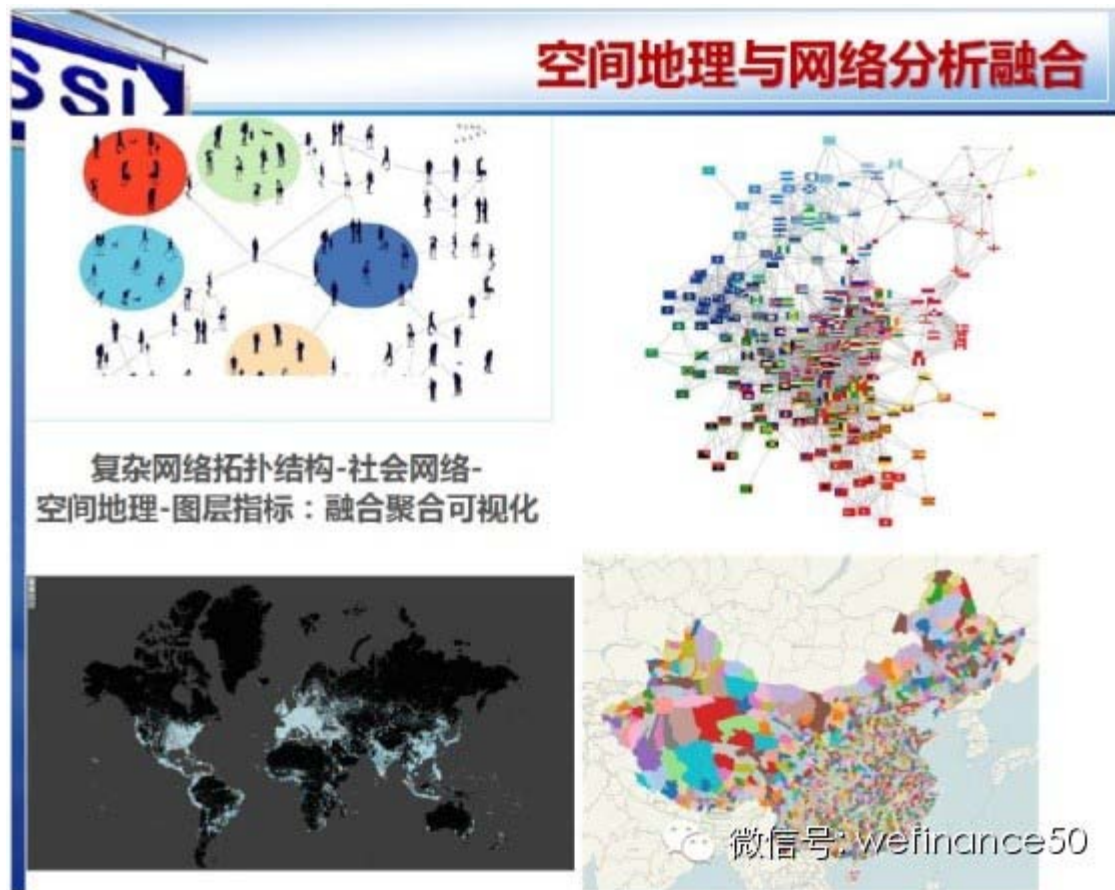 SSI
空间地理与网络分析融合
复杂网络拓扑结构-社会网络-
空间地理-图层指标：融合聚合可视化
微信号: wefinance50